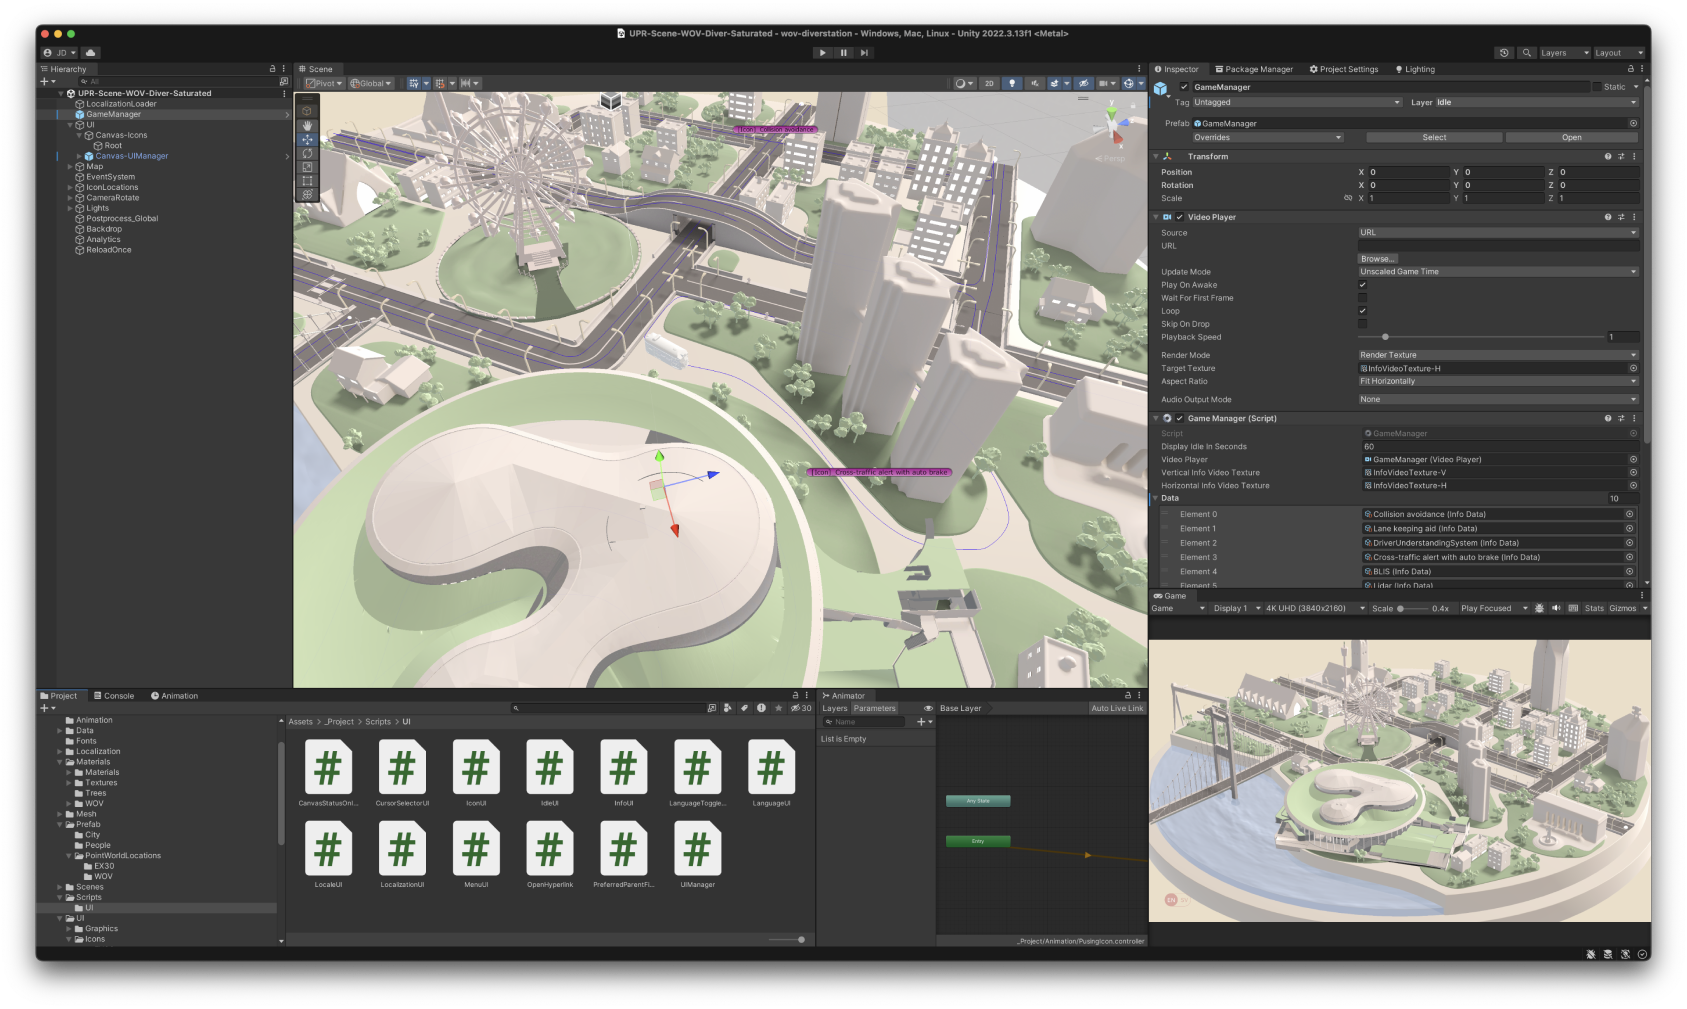 UPR-Scene-WOV-Diver-Saturated - wov-diverstation - Windows, Mac, Linux - Unity 2022.3.13f1 <Metal>
JD
Layers
Layout
Hierarchy
All
UPR-Scene-WOV-Diver-Saturated
LocalizationLoader
GameManager
UI
Canvas-Icons
Root
Canvas-UIManager
Map
EventSystem
IconLocations
CameraRotate
Lights
Postprocess_Global
Backdrop
Analytics
ReloadOnce
Scene
Pivot
Global
2D
[Icon] Collision avoidance
Persp
[Icon] Cross-traffic alert with auto brake
Inspector
Package Manager
Project Settings
Lighting
GameManager
Static
Tag Untagged
Layer Idle
Prefab GameManager
Overrides
Select
Open
Transform
Position X 0 Y 0 Z 0
Rotation X 0 Y 0 Z 0
Scale X 1 Y 1 Z 1
Video Player
Source URL
URL
Browse...
Update Mode Unscaled Game Time
Play On Awake
Wait For First Frame
Loop
Skip On Drop
Playback Speed 1
Render Mode Render Texture
Target Texture InfoVideoTexture-H
Aspect Ratio Fit Horizontally
Audio Output Mode None
Game Manager (Script)
Script GameManager
Display Idle In Seconds 60
Video Player GameManager (Video Player)
Vertical Info Video Texture InfoVideoTexture-V
Horizontal Info Video Texture InfoVideoTexture-H
Data 10
Element 0 Collision avoidance (Info Data)
Element 1 Lane keeping aid (Info Data)
Element 2 DriverUnderstandingSystem (Info Data)
Element 3 Cross-traffic alert with auto brake (Info Data)
Element 4 BLIS (Info Data)
Element 5 Lidar (Info Data)
Game
Game Display 1 4K UHD (3840x2160) Scale 0.4x Play Focused Stats Gizmos
EN
Project
Console
Animation
30
Animation
Data
Fonts
Localization
Materials
Materials
Textures
Trees
WOV
Mesh
Prefab
City
People
PointWorldLocations
EX30
WOV
Scenes
Scripts
UI
UI
Graphics
Icons
Assets > _Project > Scripts > UI
CanvasStatusOnl...
CursorSelectorUI
IconUI
IdleUI
InfoUI
LanguageToggle...
LanguageUI
LocaleUI
LocalizationUI
MenuUI
OpenHyperlink
PreferredParentFi...
UIManager
Animator
Layers
Parameters
Base Layer
Auto Live Link
Name
List is Empty
Any State
Entry
_Project/Animation/PusingIcon.controller